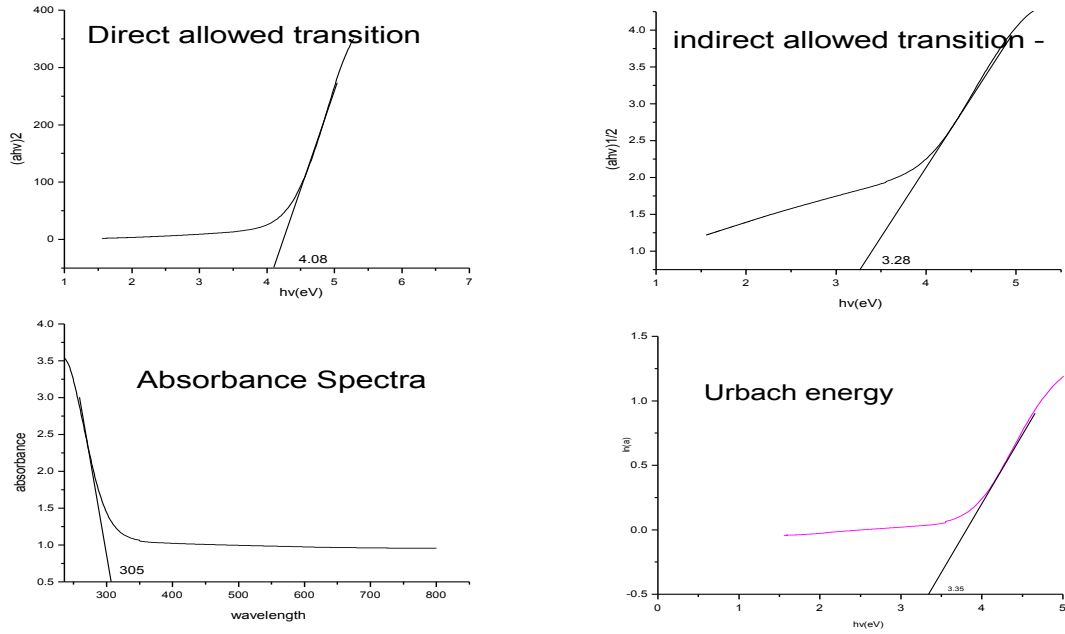 Direct allowed transition
400
300
200
100
0
(ahv)2
4.08
1 2 3 4 5 6 7
hv(eV)
indirect allowed transition -
4.0
3.5
3.0
2.5
2.0
1.5
1.0
(ahv)1/2
3.28
1 2 3 4 5
hv(eV)
Absorbance Spectra
4.0
3.5
3.0
2.5
2.0
1.5
1.0
0.5
absorbance
305
300 400 500 600 700 800
wavelength
Urbach energy
1.5
1.0
0.5
0.0
-0.5
ln(a)
3.35
0 1 2 3 4 5
hv(eV)